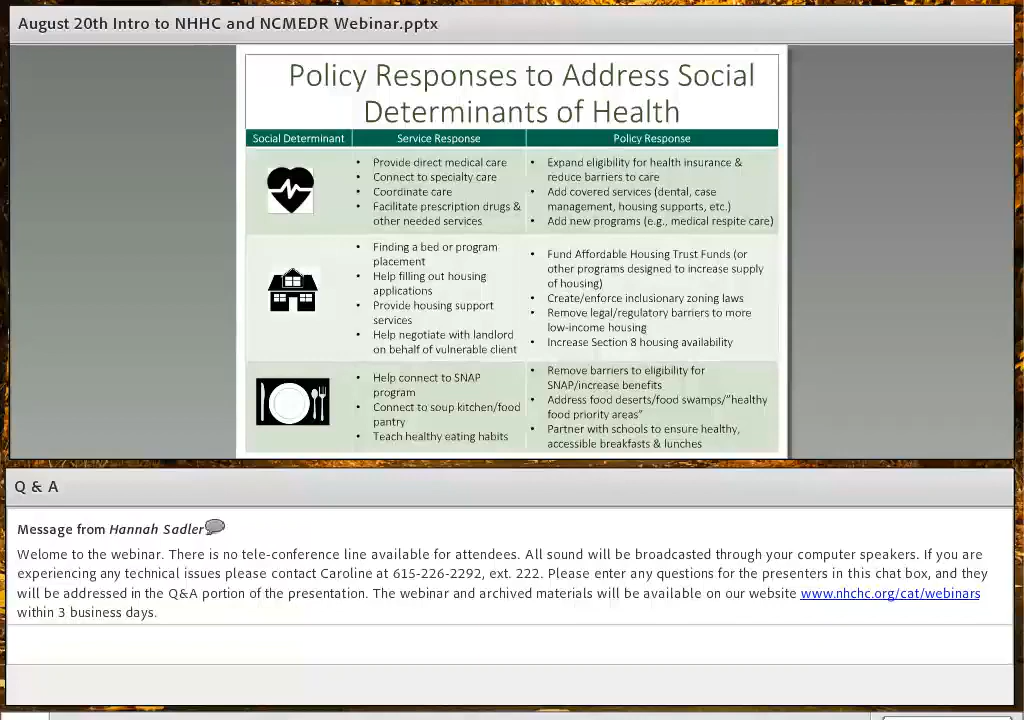 August 20th Intro to NHHC and NCMEDR Webinar.pptx
Policy Responses to Address Social
Determinants of Health
Social Determinant
Service Response
Policy Response
• Provide direct medical care
• Connect to specialty care
• Coordinate care
• Facilitate prescription drugs &
other needed services
• Expand eligibility for health insurance &
reduce barriers to care
• Add covered services (dental, case
management, housing supports, etc.)
• Add new programs (e.g., medical respite care)
• Finding a bed or program
placement
• Help filling out housing
applications
• Provide housing support
services
• Help negotiate with landlord
on behalf of vulnerable client
• Fund Affordable Housing Trust Funds (or
other programs designed to increase supply
of housing)
• Create/enforce inclusionary zoning laws
• Remove legal/regulatory barriers to more
low-income housing
• Increase Section 8 housing availability
• Help connect to SNAP
program
• Connect to soup kitchen/food
pantry
• Teach healthy eating habits
• Remove barriers to eligibility for
SNAP/increase benefits
• Address food deserts/food swamps/"healthy
food priority areas"
• Partner with schools to ensure healthy,
accessible breakfasts & lunches
Q & A
Message from Hannah Sadler
Welome to the webinar. There is no tele-conference line available for attendees. All sound will be broadcasted through your computer speakers. If you are
experiencing any technical issues please contact Caroline at 615-226-2292, ext. 222. Please enter any questions for the presenters in this chat box, and they
will be addressed in the Q&A portion of the presentation. The webinar and archived materials will be available on our website www.nhchc.org/cat/webinars
within 3 business days.